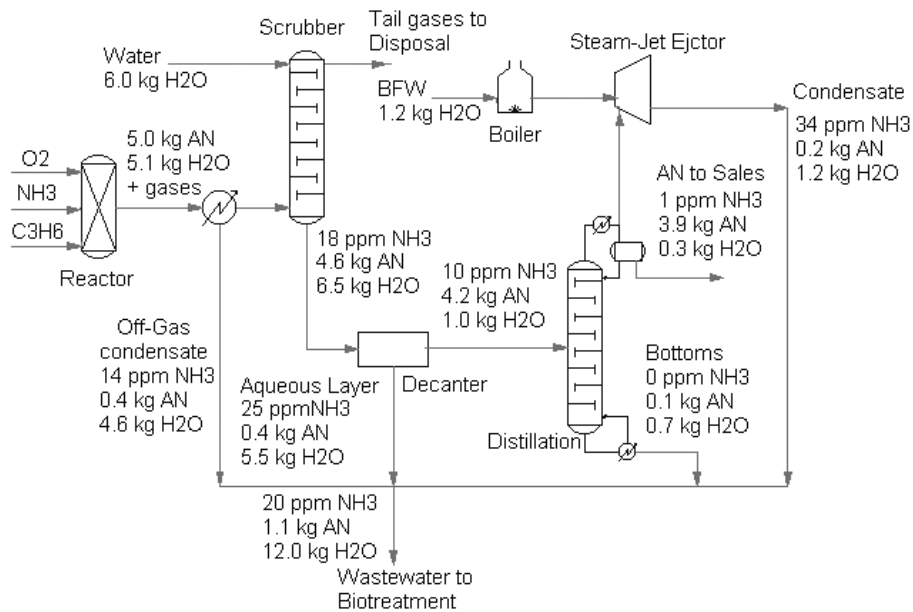 Scrubber
Tail gases to
Disposal
Steam-Jet Ejctor
Water
6.0 kg H2O
BFW
1.2 kg H2O
Boiler
Condensate
34 ppm NH3
0.2 kg AN
1.2 kg H2O
5.0 kg AN
5.1 kg H2O
+ gases
O2
NH3
C3H6
Reactor
AN to Sales
1 ppm NH3
3.9 kg AN
0.3 kg H2O
18 ppm NH3
4.6 kg AN
6.5 kg H2O
10 ppm NH3
4.2 kg AN
1.0 kg H2O
Off-Gas
condensate
14 ppm NH3
0.4 kg AN
4.6 kg H2O
Aqueous Layer
25 ppmNH3
0.4 kg AN
5.5 kg H2O
Decanter
Bottoms
0 ppm NH3
0.1 kg AN
0.7 kg H2O
Distillation
20 ppm NH3
1.1 kg AN
12.0 kg H2O
Wastewater to
Biotreatment